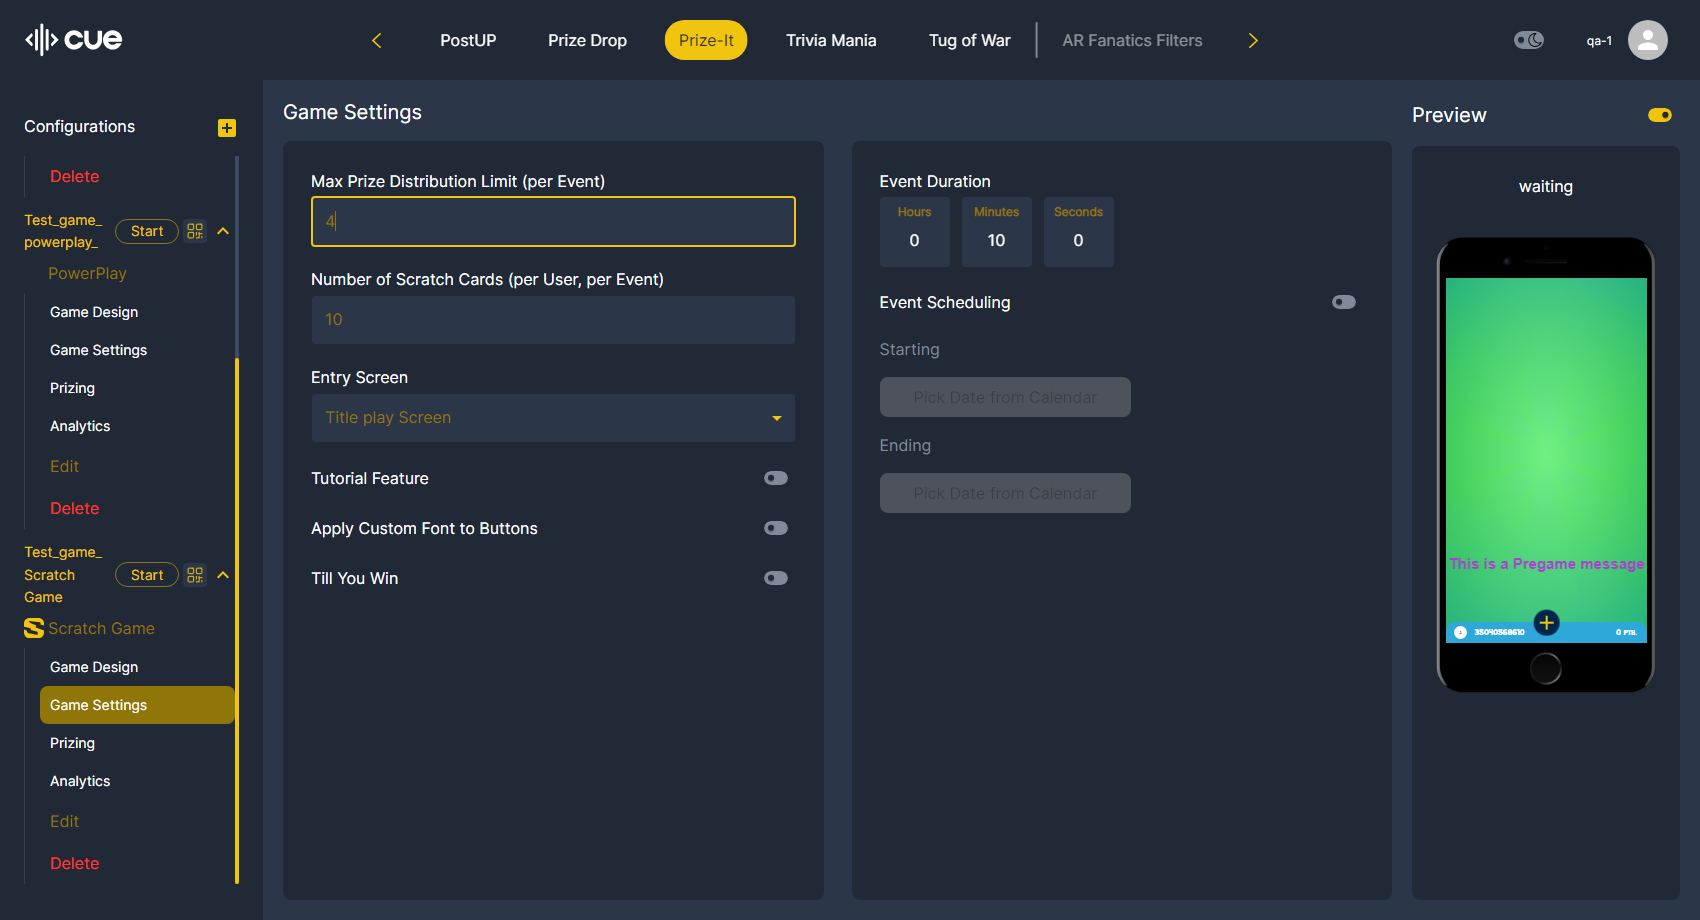 cue
PostUP
Prize Drop
Prize-It
Trivia Mania
Tug of War
AR Fanatics Filters
qa-1
Configurations
Delete
Test_game_
powerplay_
Start
PowerPlay
Game Design
Game Settings
Prizing
Analytics
Edit
Delete
Test_game_
Scratch
Game
Start
Scratch Game
Game Design
Game Settings
Prizing
Analytics
Edit
Delete
Game Settings
Max Prize Distribution Limit (per Event)
4
Number of Scratch Cards (per User, per Event)
10
Entry Screen
Title play Screen
Tutorial Feature
Apply Custom Font to Buttons
Till You Win
Event Duration
Hours
0
Minutes
10
Seconds
0
Event Scheduling
Starting
Pick Date from Calendar
Ending
Pick Date from Calendar
Preview
waiting
This is a Pregame message
0 PTS.